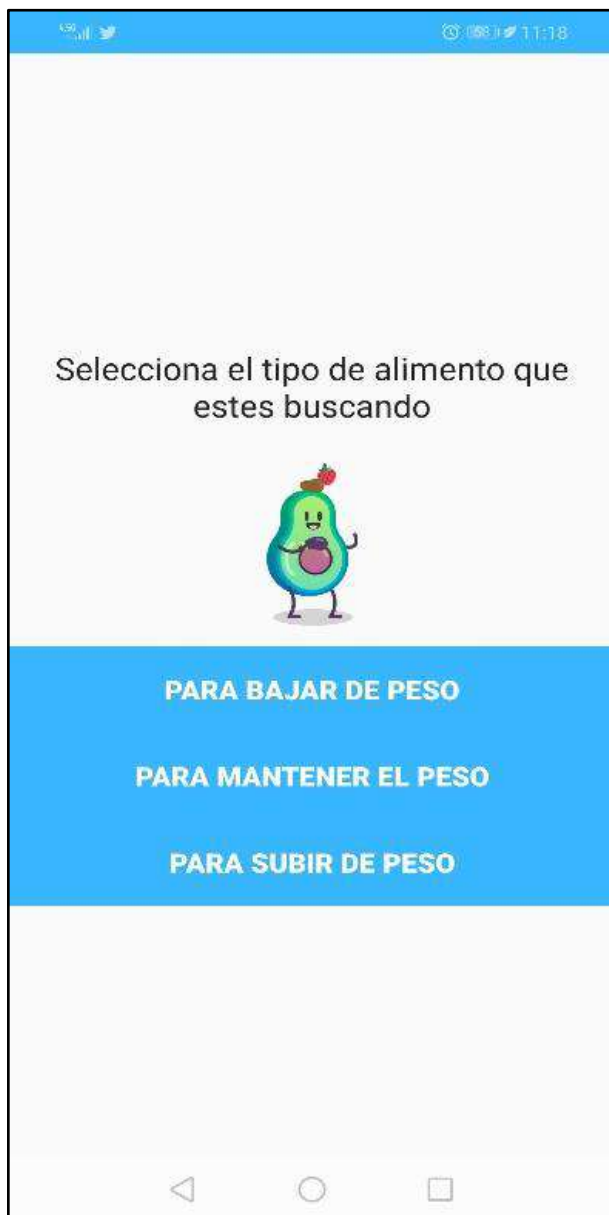 11:18
Selecciona el tipo de alimento que
estes buscando
PARA BAJAR DE PESO
PARA MANTENER EL PESO
PARA SUBIR DE PESO